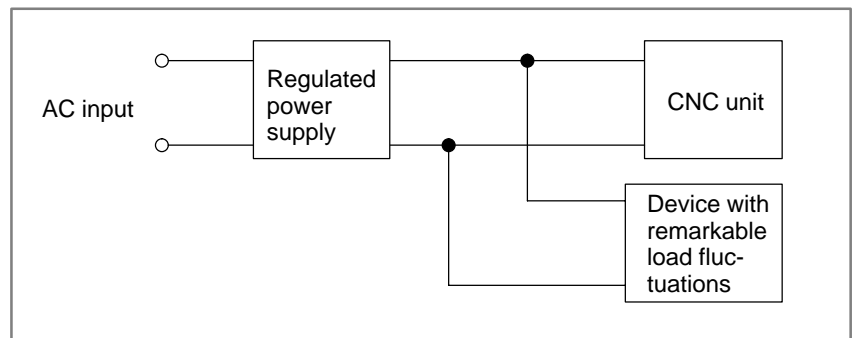 AC input
Regulated
power
supply
CNC unit
Device with
remarkable
load fluc-
tuations